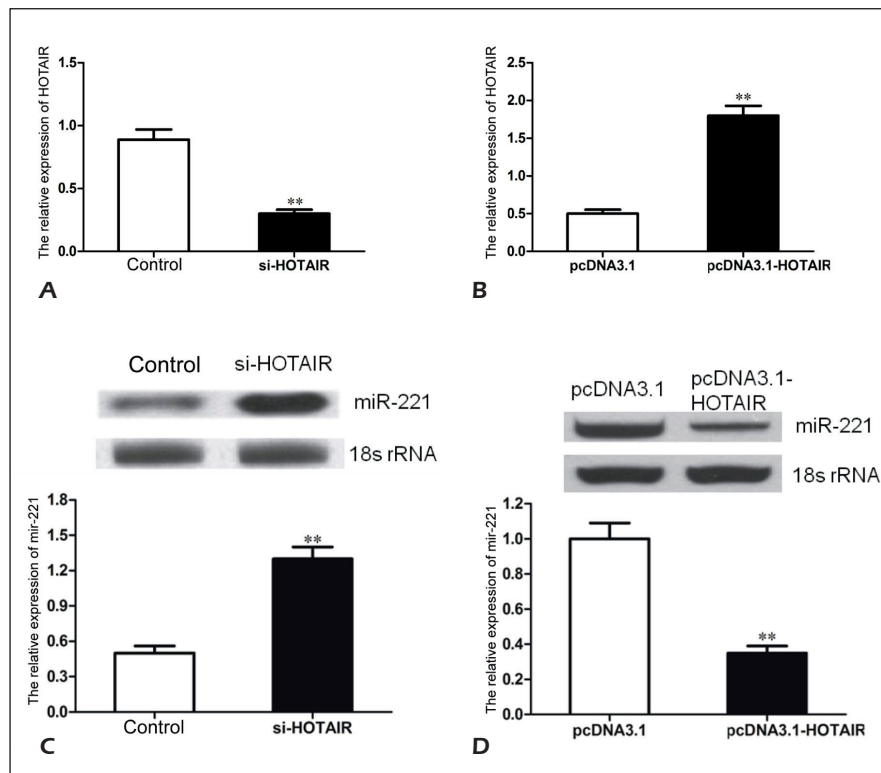 The relative expression of HOTAIR
1.5
1.0
0.5
0.0
**
Control
si-HOTAIR
A
The relative expression of HOTAIR
2.5
2.0
1.5
1.0
0.5
0.0
**
pcDNA3.1
pcDNA3.1-HOTAIR
B
Control
si-HOTAIR
miR-221
18s rRNA
The relative expression of mir-221
1.8
1.5
1.2
0.9
0.6
0.3
0.0
**
Control
si-HOTAIR
C
pcDNA3.1
pcDNA3.1-
HOTAIR
miR-221
18s rRNA
The relative expression of mir-221
1.2
1.0
0.8
0.6
0.4
0.2
0.0
**
pcDNA3.1
pcDNA3.1-HOTAIR
D